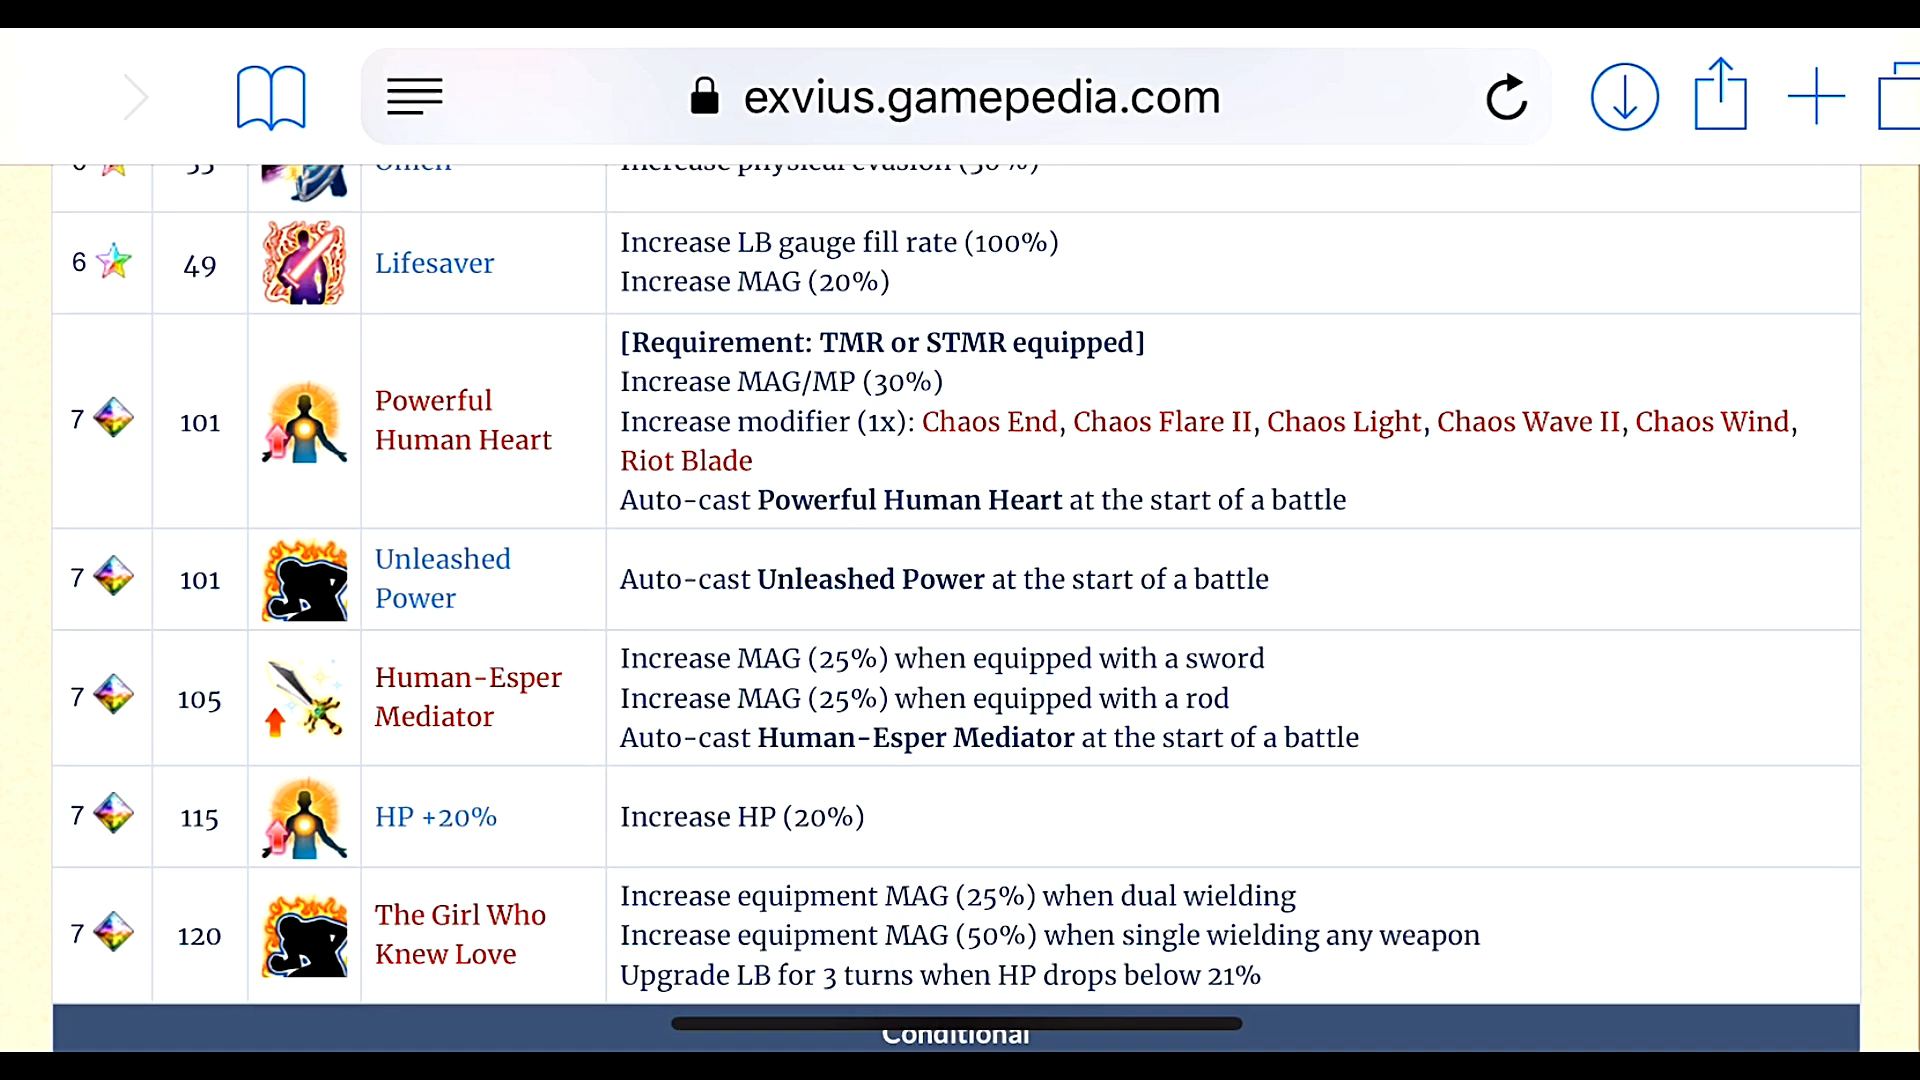 exvius.gamepedia.com
Omen
Increase physical evasion (30%)
6 49 Lifesaver
Increase LB gauge fill rate (100%)
Increase MAG (20%)
7 101 Powerful
Human Heart
[Requirement: TMR or STMR equipped]
Increase MAG/MP (30%)
Increase modifier (1x): Chaos End, Chaos Flare II, Chaos Light, Chaos Wave II, Chaos Wind,
Riot Blade
Auto-cast Powerful Human Heart at the start of a battle
7 101 Unleashed
Power
Auto-cast Unleashed Power at the start of a battle
7 105 Human-Esper
Mediator
Increase MAG (25%) when equipped with a sword
Increase MAG (25%) when equipped with a rod
Auto-cast Human-Esper Mediator at the start of a battle
7 115 HP +20%
Increase HP (20%)
7 120 The Girl Who
Knew Love
Increase equipment MAG (25%) when dual wielding
Increase equipment MAG (50%) when single wielding any weapon
Upgrade LB for 3 turns when HP drops below 21%
Conditional